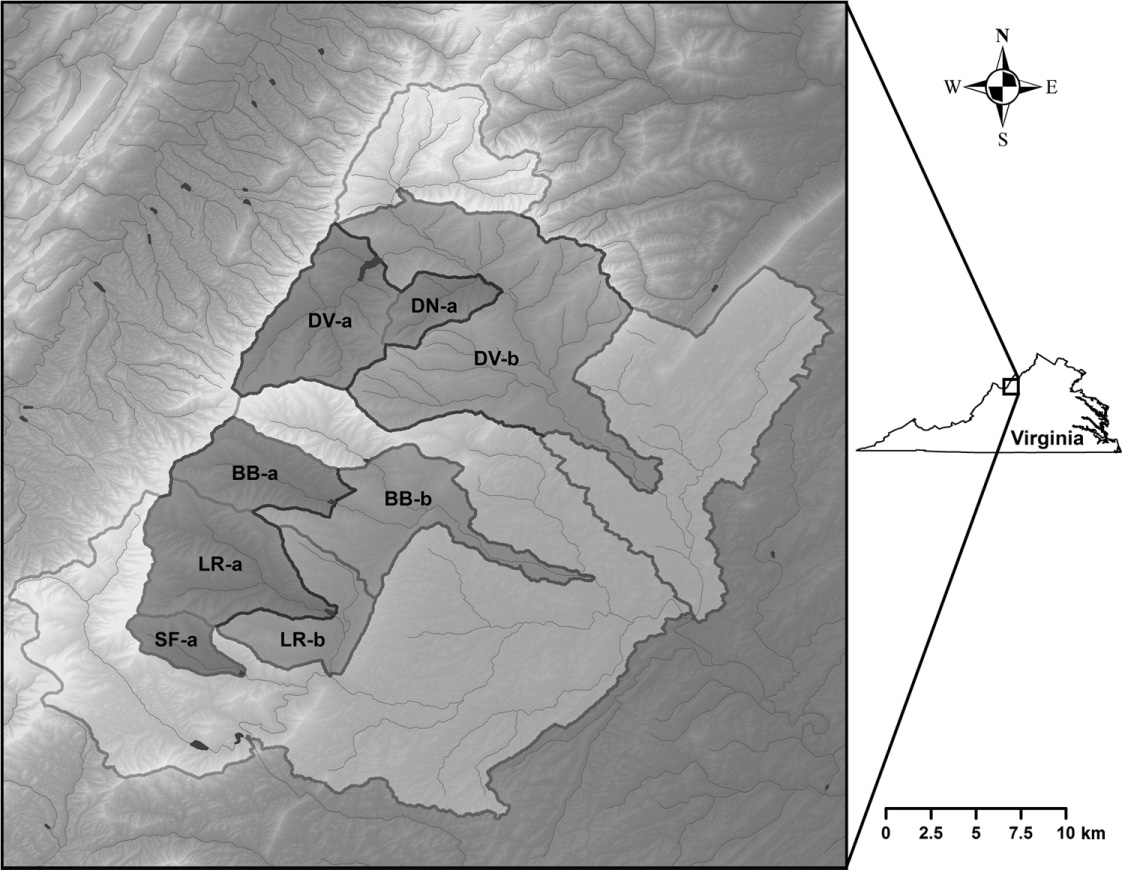 N
W E
S
DV-a
DN-a
DV-b
Virginia
BB-a
BB-b
LR-a
SF-a
LR-b
0 2.5 5 7.5 10 km